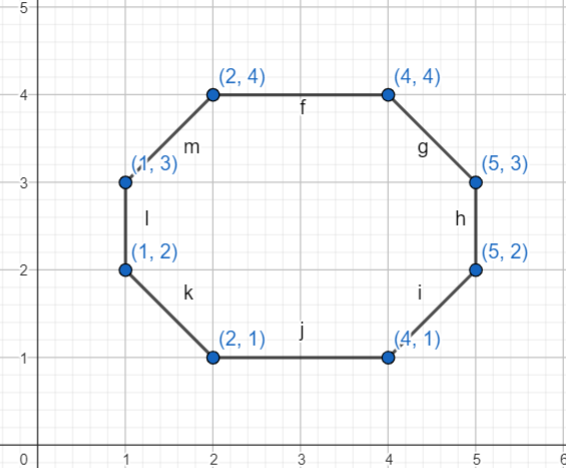 5
(2, 4) (4, 4)
4
f
m g
(1, 3) (5, 3)
3
l h
(1, 2) (5, 2)
2
k i
j
(2, 1) (4, 1)
1
0 1 2 3 4 5 6